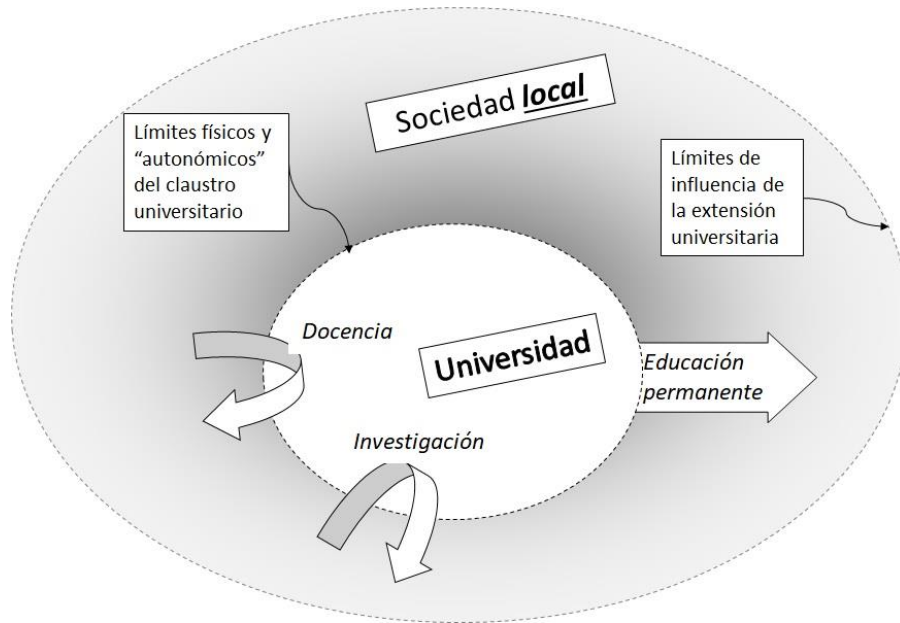 Sociedad local
Límites físicos y
“autonómicos”
del claustro
universitario
Límites de
influencia de
la extensión
universitaria
Docencia
Universidad
Educación
permanente
Investigación